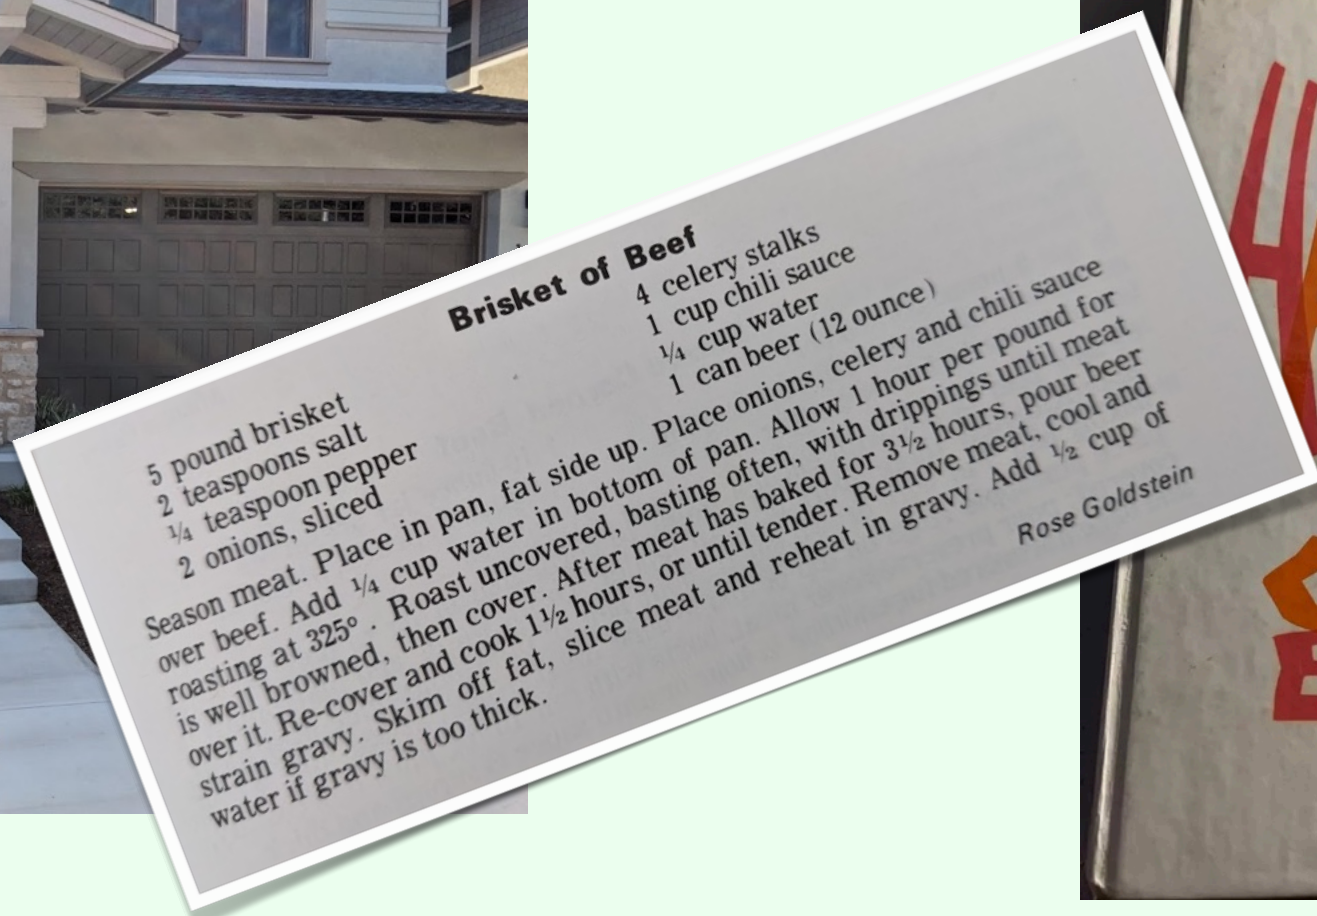 Brisket of Beef
5 pound brisket
2 teaspoons salt
¼ teaspoon pepper
2 onions, sliced
4 celery stalks
1 cup chili sauce
¼ cup water
1 can beer (12 ounce)
Season meat. Place in pan, fat side up. Place onions, celery and chili sauce
over beef. Add ¼ cup water in bottom of pan. Allow 1 hour per pound for
roasting at 325°. Roast uncovered, basting often, with drippings until meat
is well browned, then cover. After meat has baked for 3½ hours, pour beer
over it. Re-cover and cook 1½ hours, or until tender. Remove meat, cool and
strain gravy. Skim off fat, slice meat and reheat in gravy. Add ½ cup of
water if gravy is too thick.
Rose Goldstein